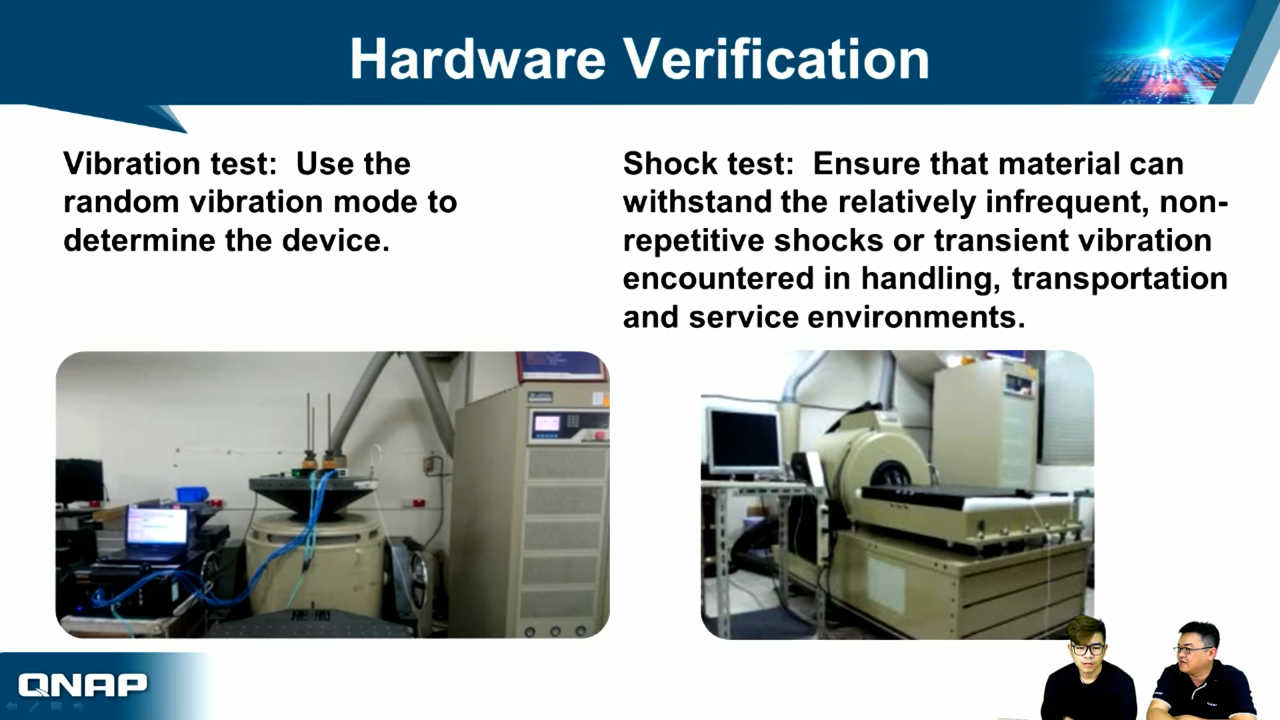 Hardware Verification
Vibration test: Use the
random vibration mode to
determine the device.
Shock test: Ensure that material can
withstand the relatively infrequent, non-
repetitive shocks or transient vibration
encountered in handling, transportation
and service environments.
QNAP